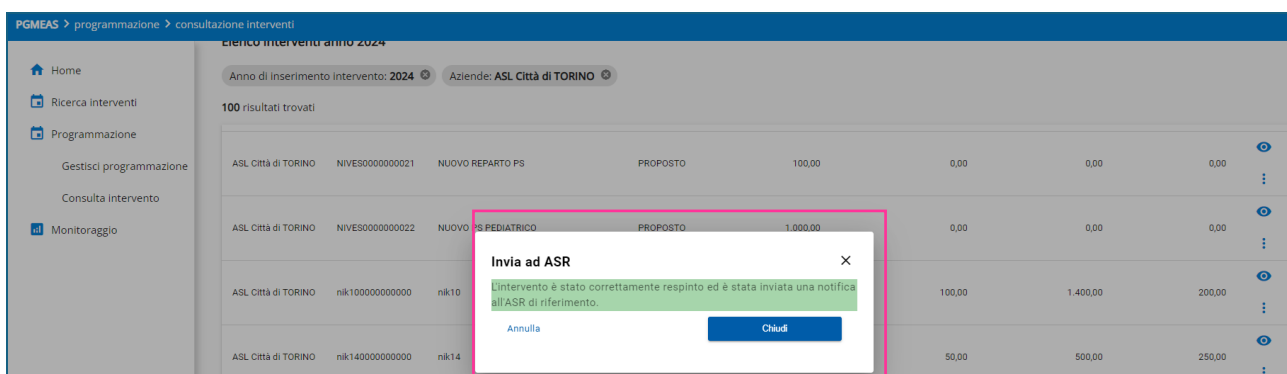 PGMEAS > programmazione > consultazione interventi
Elenco interventi anno 2024
Home
Anno di inserimento intervento: 2024
Aziende: ASL Città di TORINO
Ricerca interventi
100 risultati trovati
Programmazione
Gestisci programmazione
Consulta intervento
Monitoraggio
ASL Città di TORINO NIVES0000000021 NUOVO REPARTO PS PROPOSTO 100,00 0,00 0,00 0,00
ASL Città di TORINO NIVES0000000022 NUOVO PS PEDIATRICO PROPOSTO 1.000,00 0,00 0,00 0,00
ASL Città di TORINO nik100000000000 nik10 100,00 1.400,00 200,00
ASL Città di TORINO nik140000000000 nik14 50,00 500,00 250,00
Invia ad ASR
L'intervento è stato correttamente respinto ed è stata inviata una notifica
all'ASR di riferimento.
Annulla
Chiudi